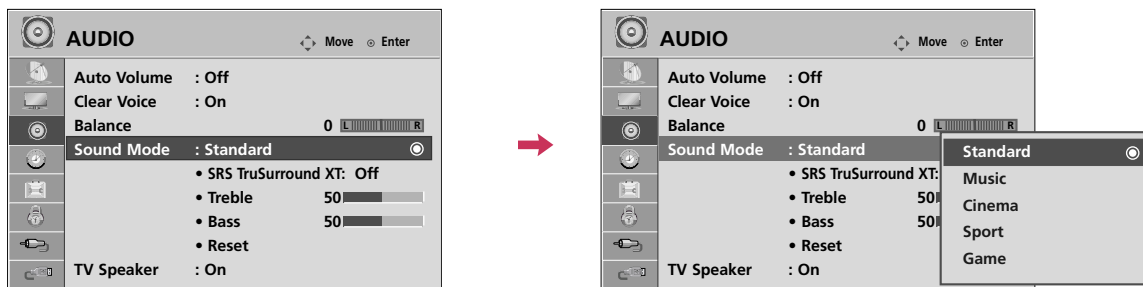 AUDIO
Move Enter
Auto Volume : Off
Clear Voice : On
Balance 0 L R
Sound Mode : Standard
• SRS TruSurround XT: Off
• Treble 50
• Bass 50
• Reset
TV Speaker : On
AUDIO
Move Enter
Auto Volume : Off
Clear Voice : On
Balance 0 L R
Sound Mode : Standard
• SRS TruSurround XT:
• Treble 50
• Bass 50
• Reset
TV Speaker : On
Standard
Music
Cinema
Sport
Game